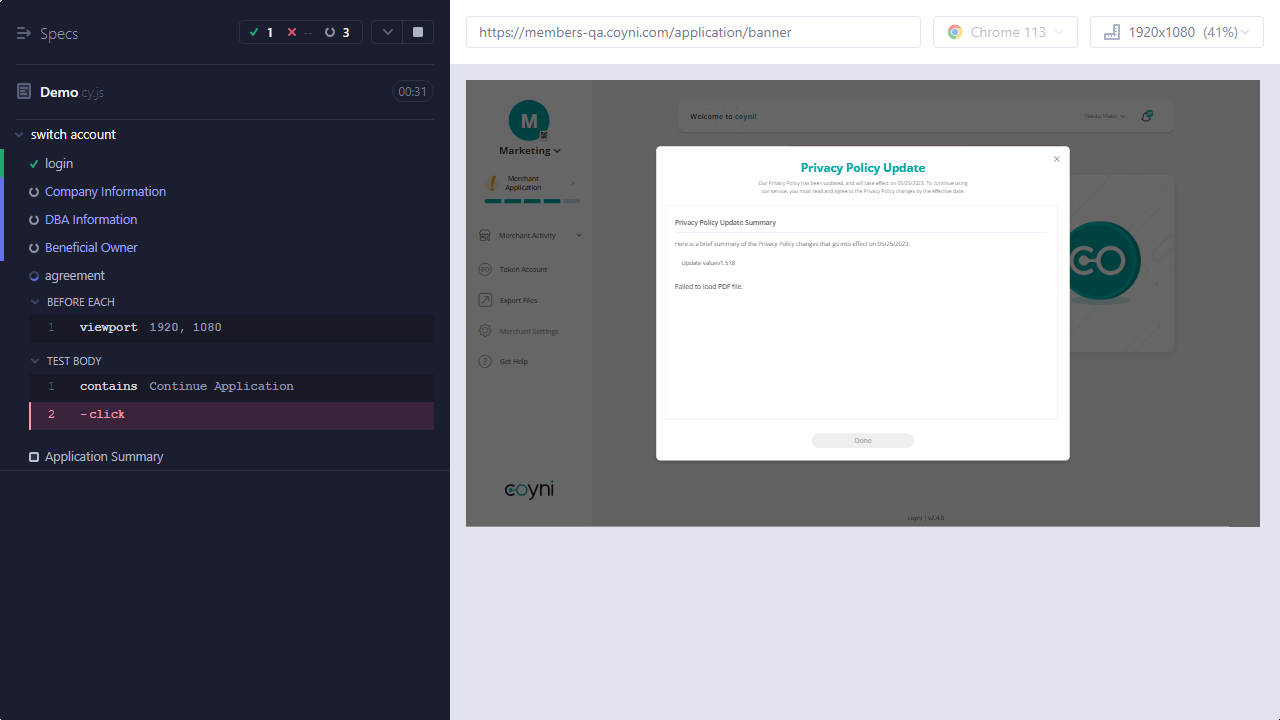 Specs
1
--
3
Demo.cy.js
00:31
switch account
login
Company Information
DBA Information
Beneficial Owner
agreement
BEFORE EACH
1 viewport 1920, 1080
TEST BODY
1 contains Continue Application
2 -click
Application Summary
https://members-qa.coyni.com/application/banner
Chrome 113
1920x1080 (41%)
M
Marketing
Merchant
Application
Merchant Activity
Token Account
Export Files
Merchant Settings
Get Help
coyni
Welcome to coyni!
Privacy Policy Update
Our Privacy Policy has been updated, and will take effect on 05/25/2023. To continue using
our service, you must read and agree to the Privacy Policy changes by the effective date.
Privacy Policy Update Summary
Here is a brief summary of the Privacy Policy changes that go into effect on 05/25/2023:
Update valuev1.518
Failed to load PDF file.
Done
coyni | v2.4.0